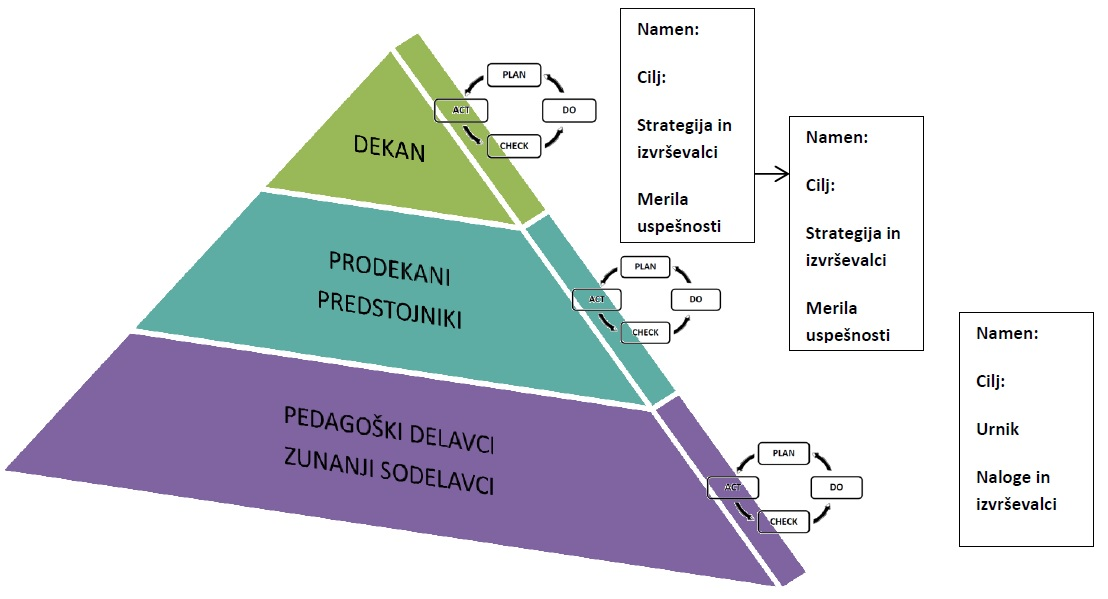 DEKAN
PLAN
ACT
DO
CHECK
Namen:
Cilj:
Strategija in
izvrševalci
Merila
uspešnosti
PRODEKANI
PREDSTOJNIKI
PLAN
ACT
DO
CHECK
Namen:
Cilj:
Strategija in
izvrševalci
Merila
uspešnosti
PEDAGOŠKI DELAVCI
ZUNANJI SODELAVCI
PLAN
ACT
DO
CHECK
Namen:
Cilj:
Urnik
Naloge in
izvrševalci